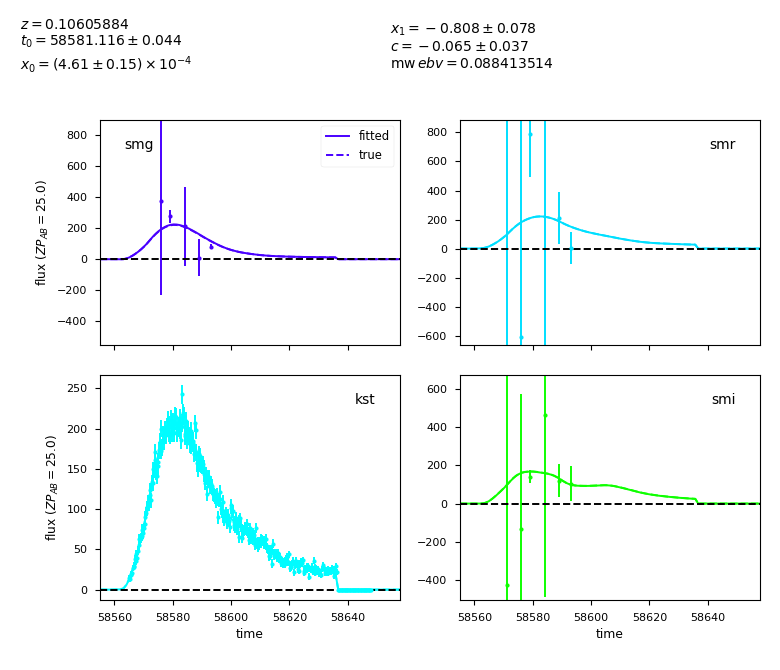 z = 0.10605884
t₀ = 58581.116 ± 0.044
x₀ = (4.61 ± 0.15) × 10⁻⁴
x₁ = −0.808 ± 0.078
c = −0.065 ± 0.037
mw ebv = 0.088413514
smg
fitted
true
800
600
400
200
0
−200
−400
flux (ZP_AB = 25.0)
smr
800
600
400
200
0
−200
−400
−600
kst
250
200
150
100
50
0
flux (ZP_AB = 25.0)
58560 58580 58600 58620 58640
time
smi
600
400
200
0
−200
−400
58560 58580 58600 58620 58640
time